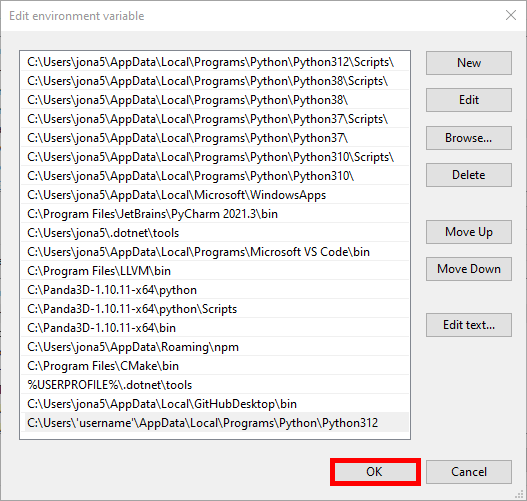 Edit environment variable
C:\Users\jona5\AppData\Local\Programs\Python\Python312\Scripts\
C:\Users\jona5\AppData\Local\Programs\Python\Python38\Scripts\
C:\Users\jona5\AppData\Local\Programs\Python\Python38\
C:\Users\jona5\AppData\Local\Programs\Python\Python37\Scripts\
C:\Users\jona5\AppData\Local\Programs\Python\Python37\
C:\Users\jona5\AppData\Local\Programs\Python\Python310\Scripts\
C:\Users\jona5\AppData\Local\Programs\Python\Python310\
C:\Users\jona5\AppData\Local\Microsoft\WindowsApps
C:\Program Files\JetBrains\PyCharm 2021.3\bin
C:\Users\jona5\.dotnet\tools
C:\Users\jona5\AppData\Local\Programs\Microsoft VS Code\bin
C:\Program Files\LLVM\bin
C:\Panda3D-1.10.11-x64\python
C:\Panda3D-1.10.11-x64\python\Scripts
C:\Panda3D-1.10.11-x64\bin
C:\Users\jona5\AppData\Roaming\npm
C:\Program Files\CMake\bin
%USERPROFILE%\.dotnet\tools
C:\Users\jona5\AppData\Local\GitHubDesktop\bin
C:\Users\'username'\AppData\Local\Programs\Python\Python312
New
Edit
Browse...
Delete
Move Up
Move Down
Edit text...
OK
Cancel